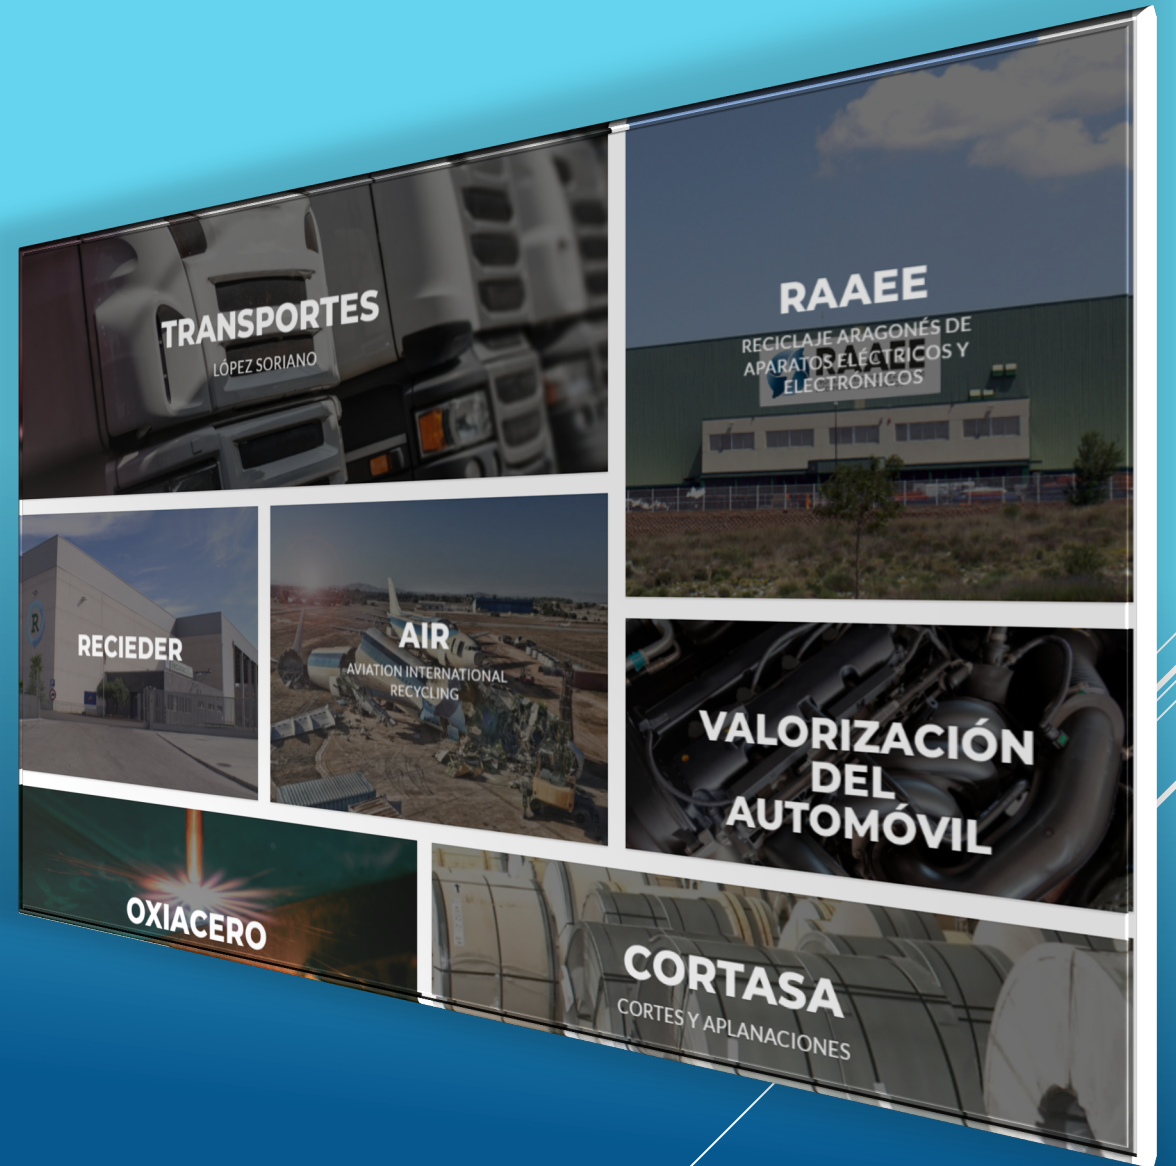 TRANSPORTES
LÓPEZ SORIANO
RAAEE
RECICLAJE ARAGONÉS DE
APARATOS ELÉCTRICOS Y
ELECTRÓNICOS
RAAEE
RECIEDER
R
AIR
AVIATION INTERNATIONAL
RECYCLING
VALORIZACIÓN
DEL
AUTOMÓVIL
OXIACERO
CORTASA
CORTES Y APLANACIONES